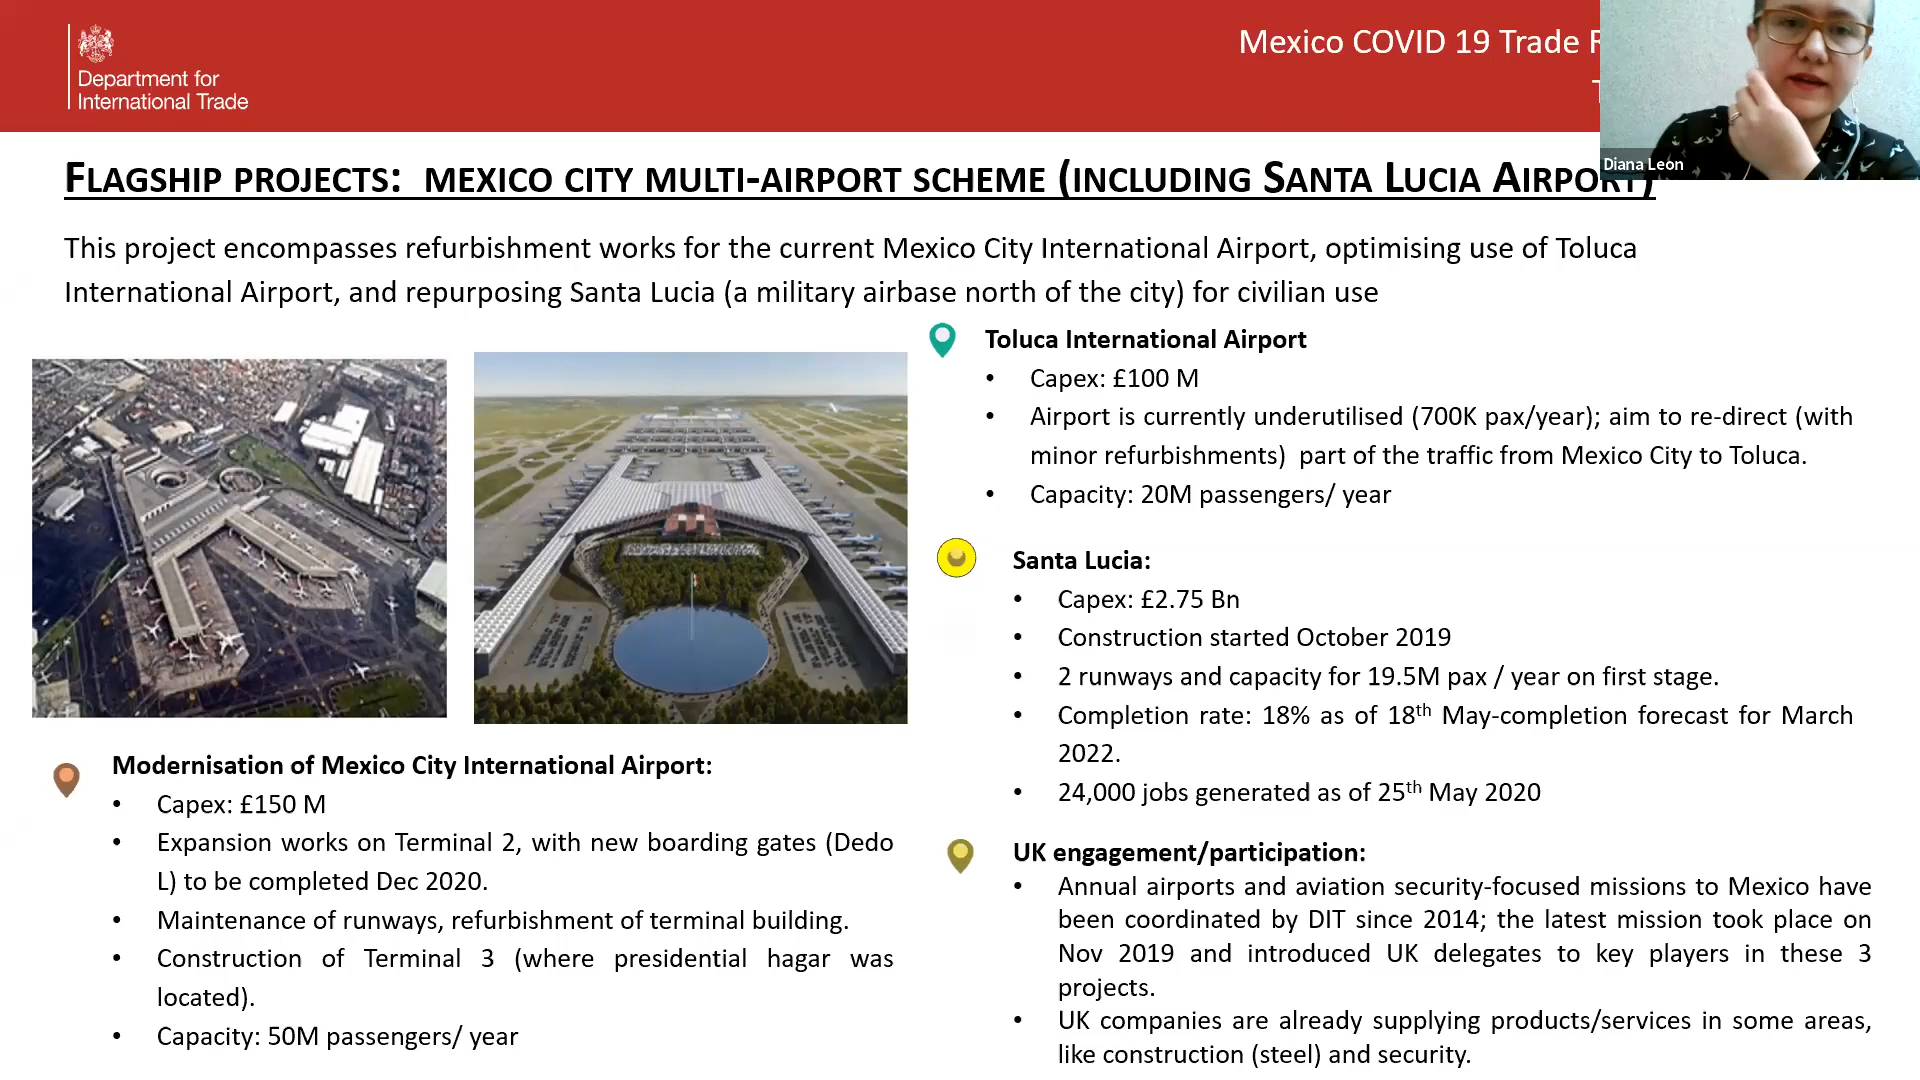 Department for
International Trade
Mexico COVID 19 Trade
Diana Leon
FLAGSHIP PROJECTS: MEXICO CITY MULTI-AIRPORT SCHEME (INCLUDING SANTA LUCIA AIRPORT)
This project encompasses refurbishment works for the current Mexico City International Airport, optimising use of Toluca
International Airport, and repurposing Santa Lucia (a military airbase north of the city) for civilian use
Modernisation of Mexico City International Airport:
• Capex: £150 M
• Expansion works on Terminal 2, with new boarding gates (Dedo
L) to be completed Dec 2020.
• Maintenance of runways, refurbishment of terminal building.
• Construction of Terminal 3 (where presidential hagar was
located).
• Capacity: 50M passengers/ year
Toluca International Airport
• Capex: £100 M
• Airport is currently underutilised (700K pax/year); aim to re-direct (with
minor refurbishments) part of the traffic from Mexico City to Toluca.
• Capacity: 20M passengers/ year
Santa Lucia:
• Capex: £2.75 Bn
• Construction started October 2019
• 2 runways and capacity for 19.5M pax / year on first stage.
• Completion rate: 18% as of 18th May-completion forecast for March
2022.
• 24,000 jobs generated as of 25th May 2020
UK engagement/participation:
• Annual airports and aviation security-focused missions to Mexico have
been coordinated by DIT since 2014; the latest mission took place on
Nov 2019 and introduced UK delegates to key players in these 3
projects.
• UK companies are already supplying products/services in some areas,
like construction (steel) and security.